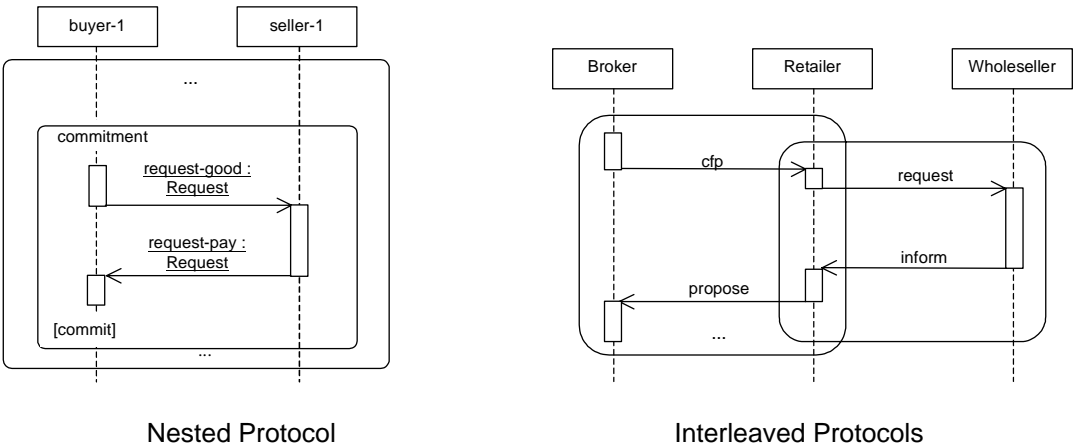 buyer-1
seller-1
...
commitment
request-good :
Request
request-pay :
Request
[commit]
...
Nested Protocol
Broker
Retailer
Wholeseller
cfp
request
inform
propose
...
Interleaved Protocols